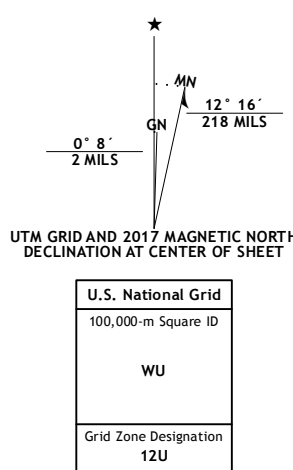 ★
MN
GN
12° 16´
218 MILS
0° 8´
2 MILS
UTM GRID AND 2017 MAGNETIC NORTH
DECLINATION AT CENTER OF SHEET
U.S. National Grid
100,000-m Square ID
WU
Grid Zone Designation
12U